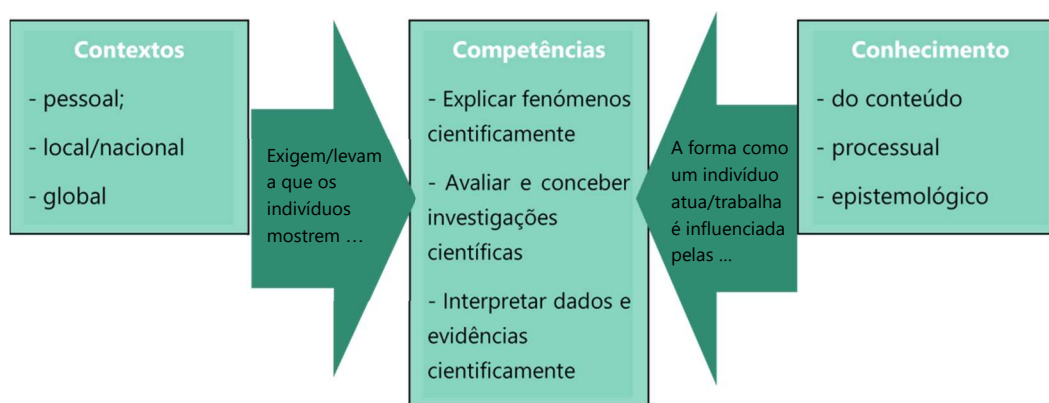 Contextos
- pessoal;
- local/nacional
- global
Exigem/levam
a que os
indivíduos
mostrem ...
Competências
- Explicar fenómenos
cientificamente
- Avaliar e conceber
investigações
científicas
- Interpretar dados e
evidências
cientificamente
A forma como
um indivíduo
atua/trabalha
é influenciada
pelas ...
Conhecimento
- do conteúdo
- processual
- epistemológico